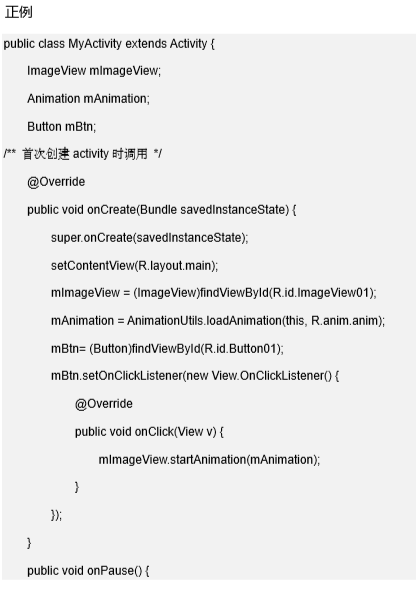 正例
public class MyActivity extends Activity {
ImageView mImageView;
Animation mAnimation;
Button mBtn;
/** 首次创建 activity 时调用 */
@Override
public void onCreate(Bundle savedInstanceState) {
super.onCreate(savedInstanceState);
setContentView(R.layout.main);
mImageView = (ImageView)findViewById(R.id.ImageView01);
mAnimation = AnimationUtils.loadAnimation(this, R.anim.anim);
mBtn= (Button)findViewById(R.id.Button01);
mBtn.setOnClickListener(new View.OnClickListener() {
@Override
public void onClick(View v) {
mImageView.startAnimation(mAnimation);
}
});
}
public void onPause() {